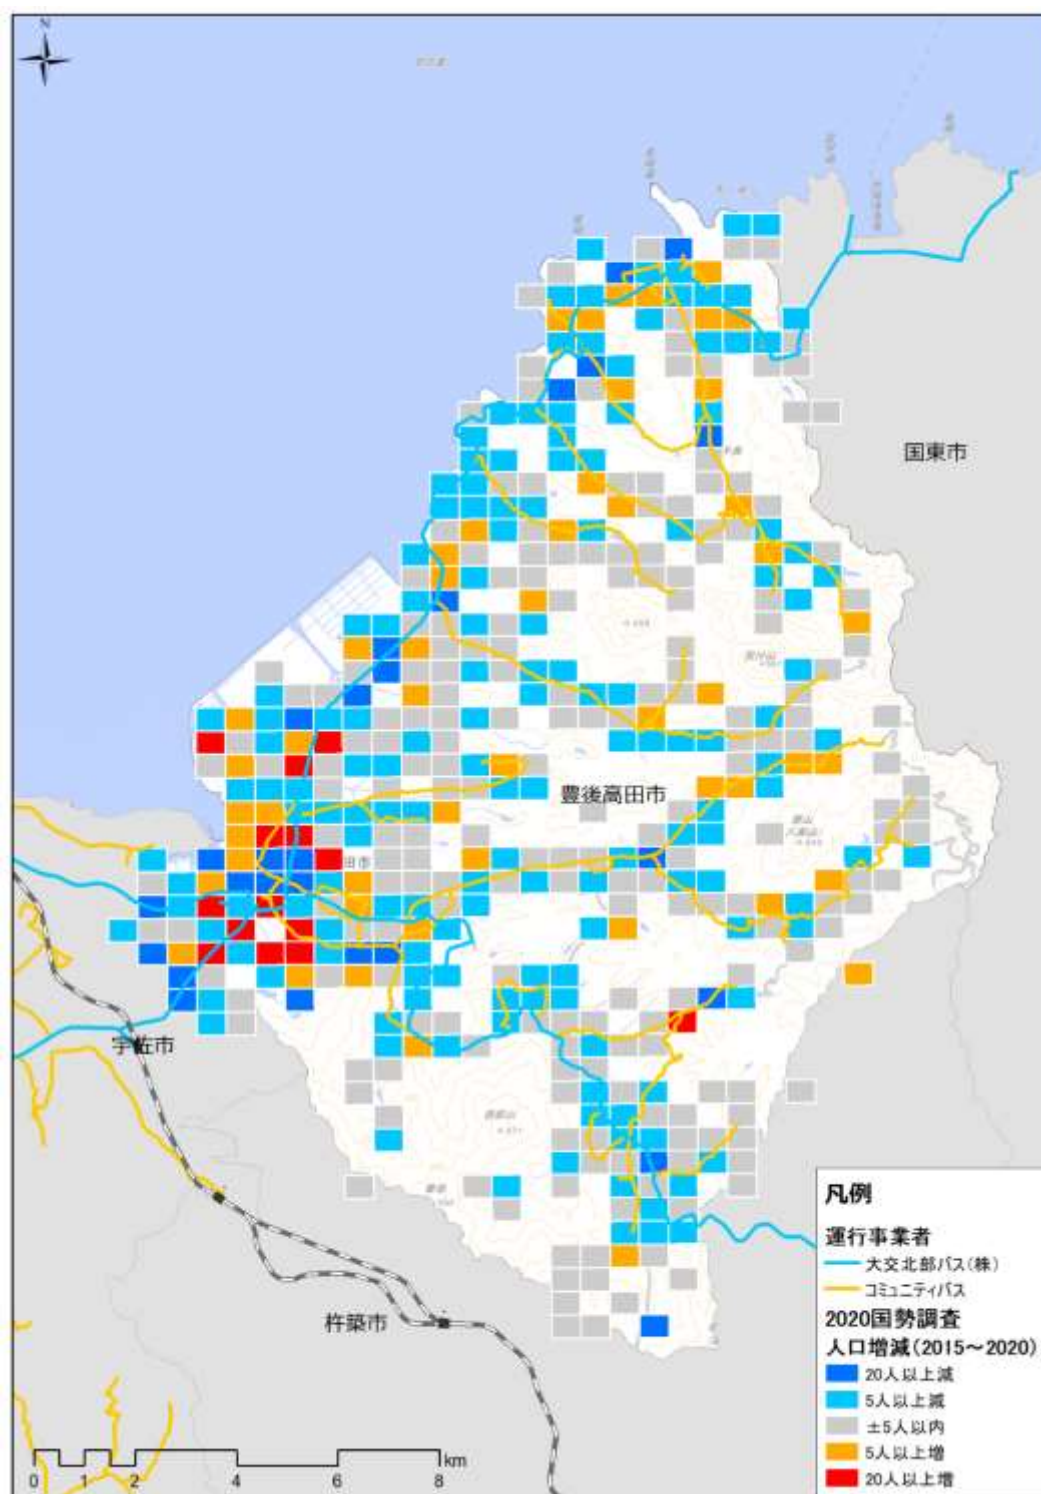 N
国東市
豊後高田市
田市
宇佐市
杵築市
凡例
運行事業者
大交北部バス(株)
コミュニティバス
2020国勢調査
人口増減(2015~2020)
20人以上減
5人以上減
±5人以内
5人以上増
20人以上増
km
0 1 2 4 6 8